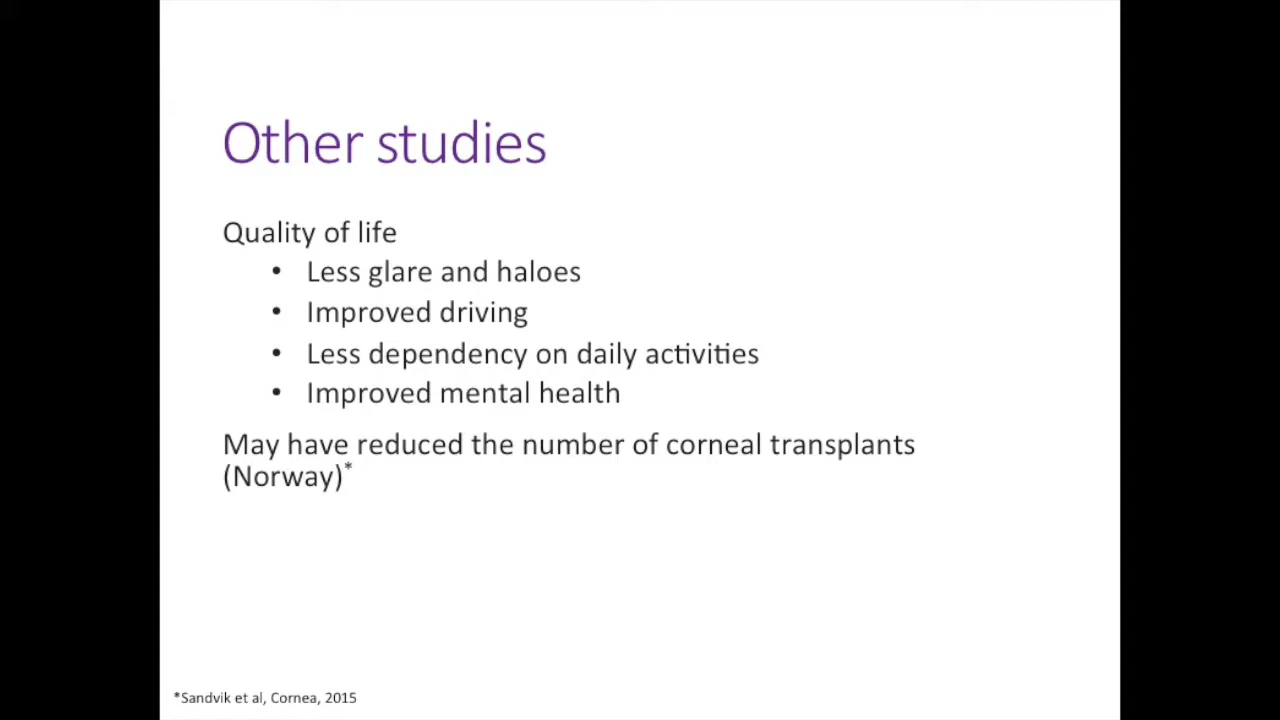 Other studies
Quality of life
• Less glare and haloes
• Improved driving
• Less dependency on daily activities
• Improved mental health
May have reduced the number of corneal transplants
(Norway)*
*Sandvik et al, Cornea, 2015